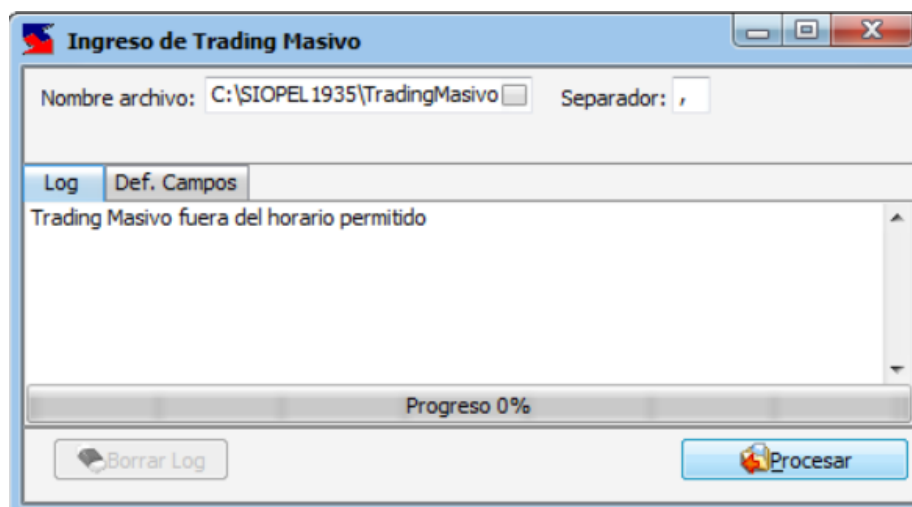 Ingreso de Trading Masivo
Nombre archivo: C:\SIOPEL1935\TradingMasivo Separador: ,
Log Def. Campos
Trading Masivo fuera del horario permitido
Progreso 0%
Borrar Log Procesar